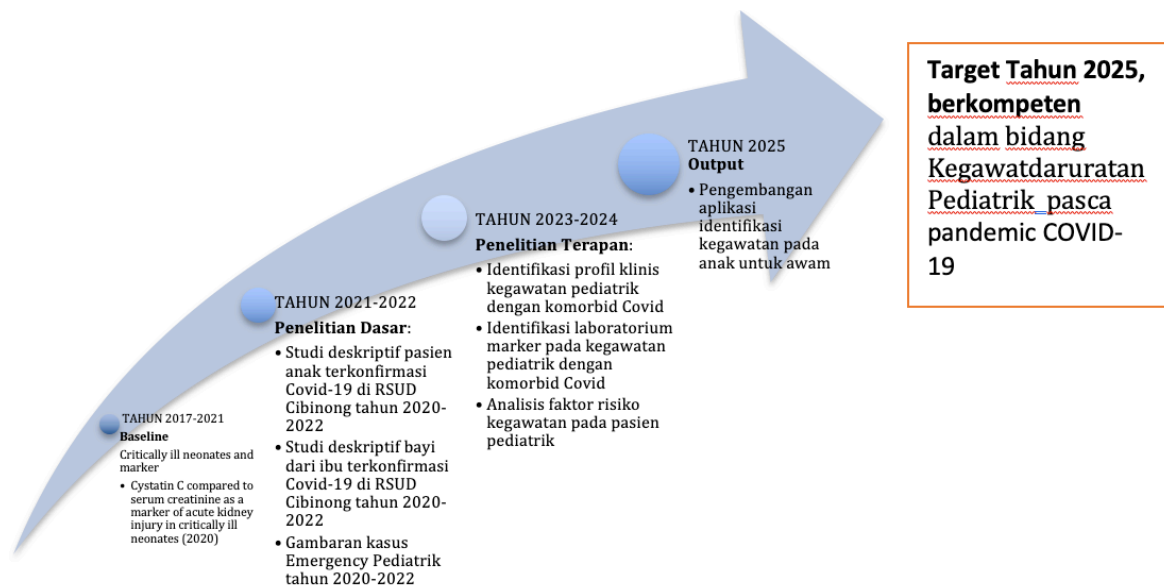 TAHUN 2017-2021
Baseline
Critically ill neonates and
marker
• Cystatin C compared to
serum creatinine as a
marker of acute kidney
injury in critically ill
neonates (2020)
TAHUN 2021-2022
Penelitian Dasar:
• Studi deskriptif pasien
anak terkonfirmasi
Covid-19 di RSUD
Cibinong tahun 2020-
2022
• Studi deskriptif bayi
dari ibu terkonfirmasi
Covid-19 di RSUD
Cibinong tahun 2020-
2022
• Gambaran kasus
Emergency Pediatrik
tahun 2020-2022
TAHUN 2023-2024
Penelitian Terapan:
• Identifikasi profil klinis
kegawatan pediatrik
dengan komorbid Covid
• Identifikasi laboratorium
marker pada kegawatan
pediatrik dengan
komorbid Covid
• Analisis faktor risiko
kegawatan pada pasien
pediatrik
TAHUN 2025
Output
• Pengembangan
aplikasi
identifikasi
kegawatan pada
anak untuk awam
Target Tahun 2025,
berkompeten
dalam bidang
Kegawatdaruratan
Pediatrik pasca
pandemic COVID-
19